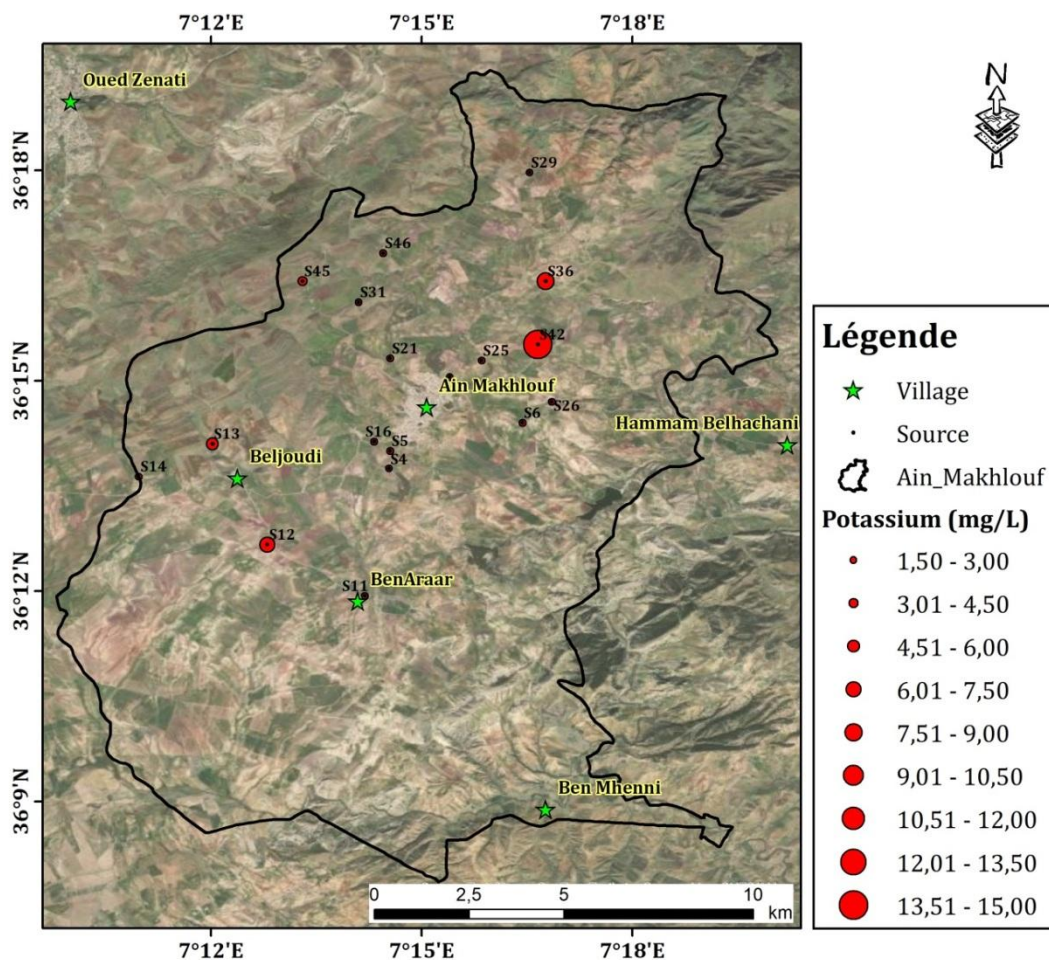 7°12'E
7°15'E
7°18'E
N
Oued Zenati
36°18'N
S29
S46
S45
S36
S31
S42
S21
S25
36°15'N
Ain Makhlouf
S26
S6
Hammam Belhachani
S16
S13
S5
Beljoudi
S4
S14
S12
36°12'N
S11
BenAraar
36°9'N
Ben Mhenni
0
2,5
5
10
km
7°12'E
7°15'E
7°18'E
Légende
Village
Source
Ain_Makhlouf
Potassium (mg/L)
1,50 - 3,00
3,01 - 4,50
4,51 - 6,00
6,01 - 7,50
7,51 - 9,00
9,01 - 10,50
10,51 - 12,00
12,01 - 13,50
13,51 - 15,00